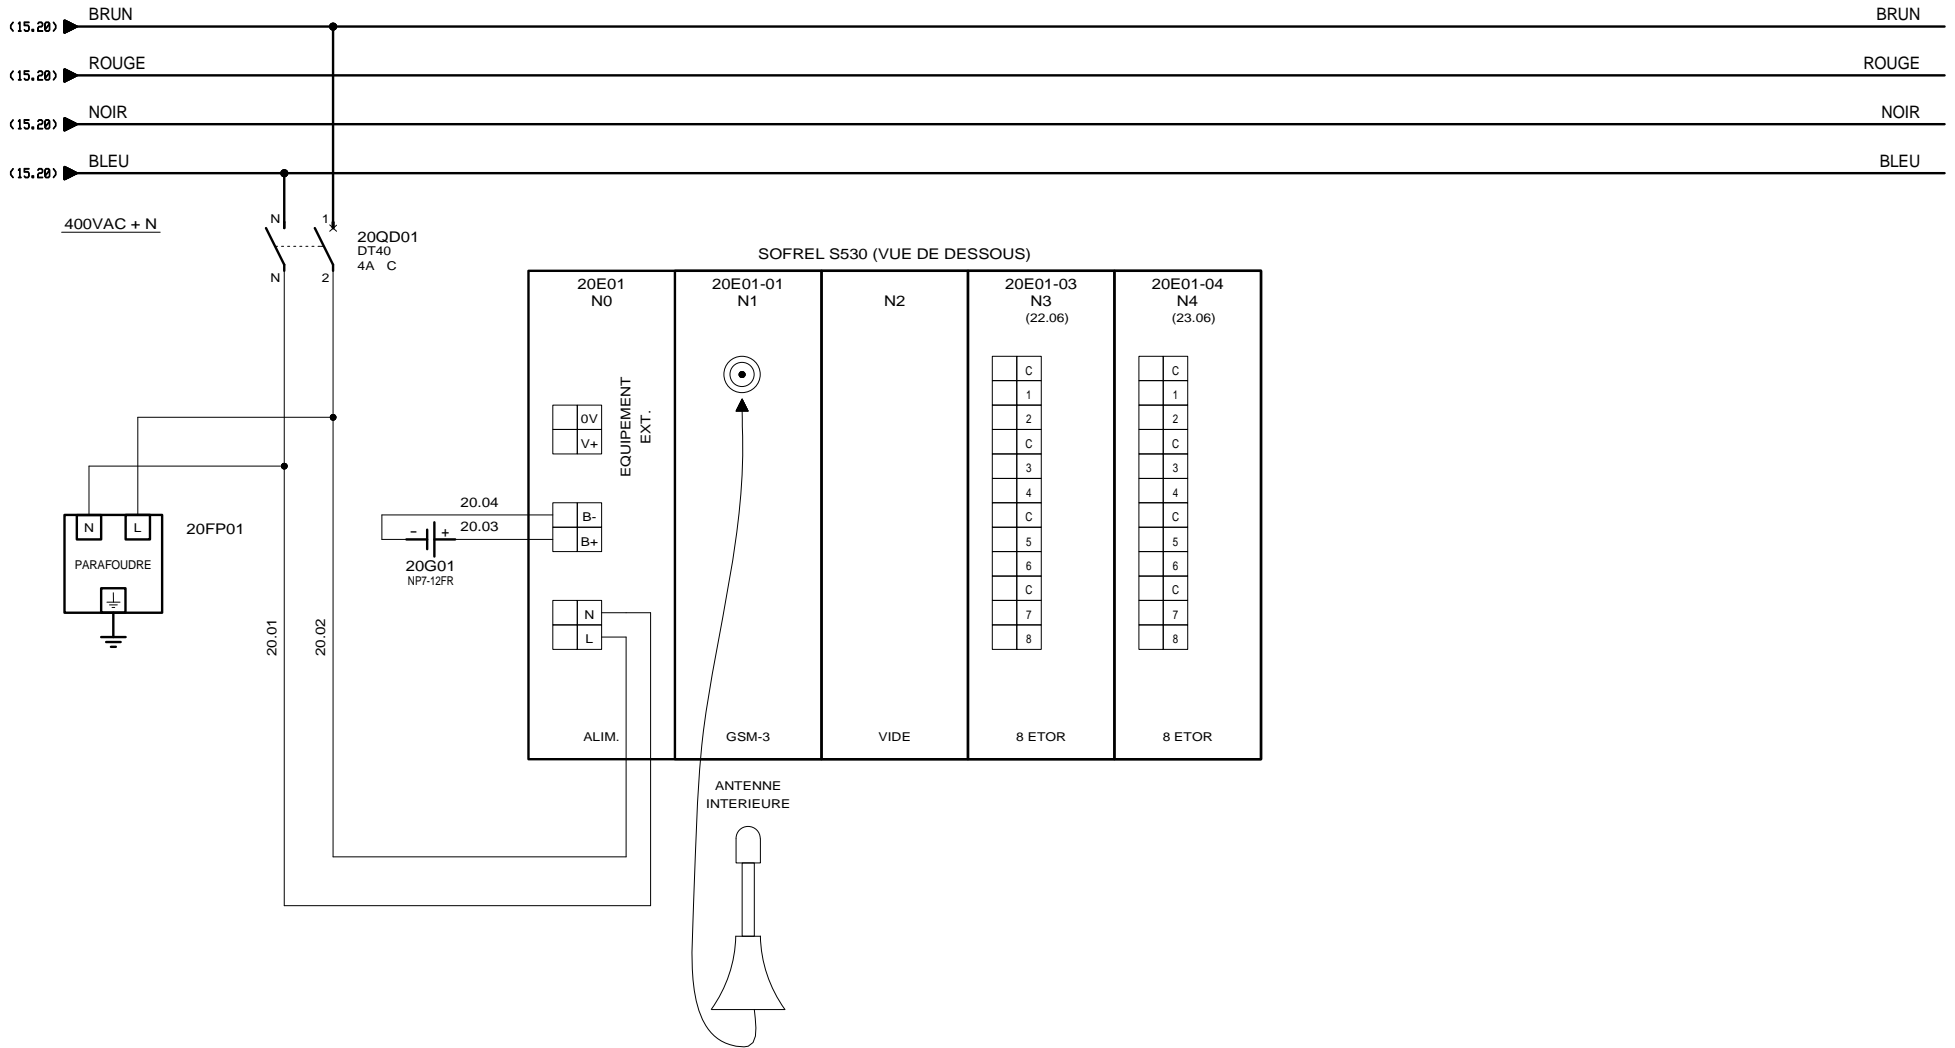 (15.20) BRUN BRUN
(15.20) ROUGE ROUGE
(15.20) NOIR NOIR
(15.20) BLEU BLEU
400VAC + N
N 1
20QD01
DT40
4A C
N 2
SOFREL S530 (VUE DE DESSOUS)
20E01
N0
EQUIPEMENT
EXT.
0V
V+
B-
B+
N
L
ALIM.
20E01-01
N1
GSM-3
N2
VIDE
20E01-03
N3
(22.06)
C
1
2
C
3
4
C
5
6
C
7
8
8 ETOR
20E01-04
N4
(23.06)
C
1
2
C
3
4
C
5
6
C
7
8
8 ETOR
20.04
20.03
- +
20G01
NP7-12FR
N L
20FP01
PARAFOUDRE
20.01
20.02
ANTENNE
INTERIEURE